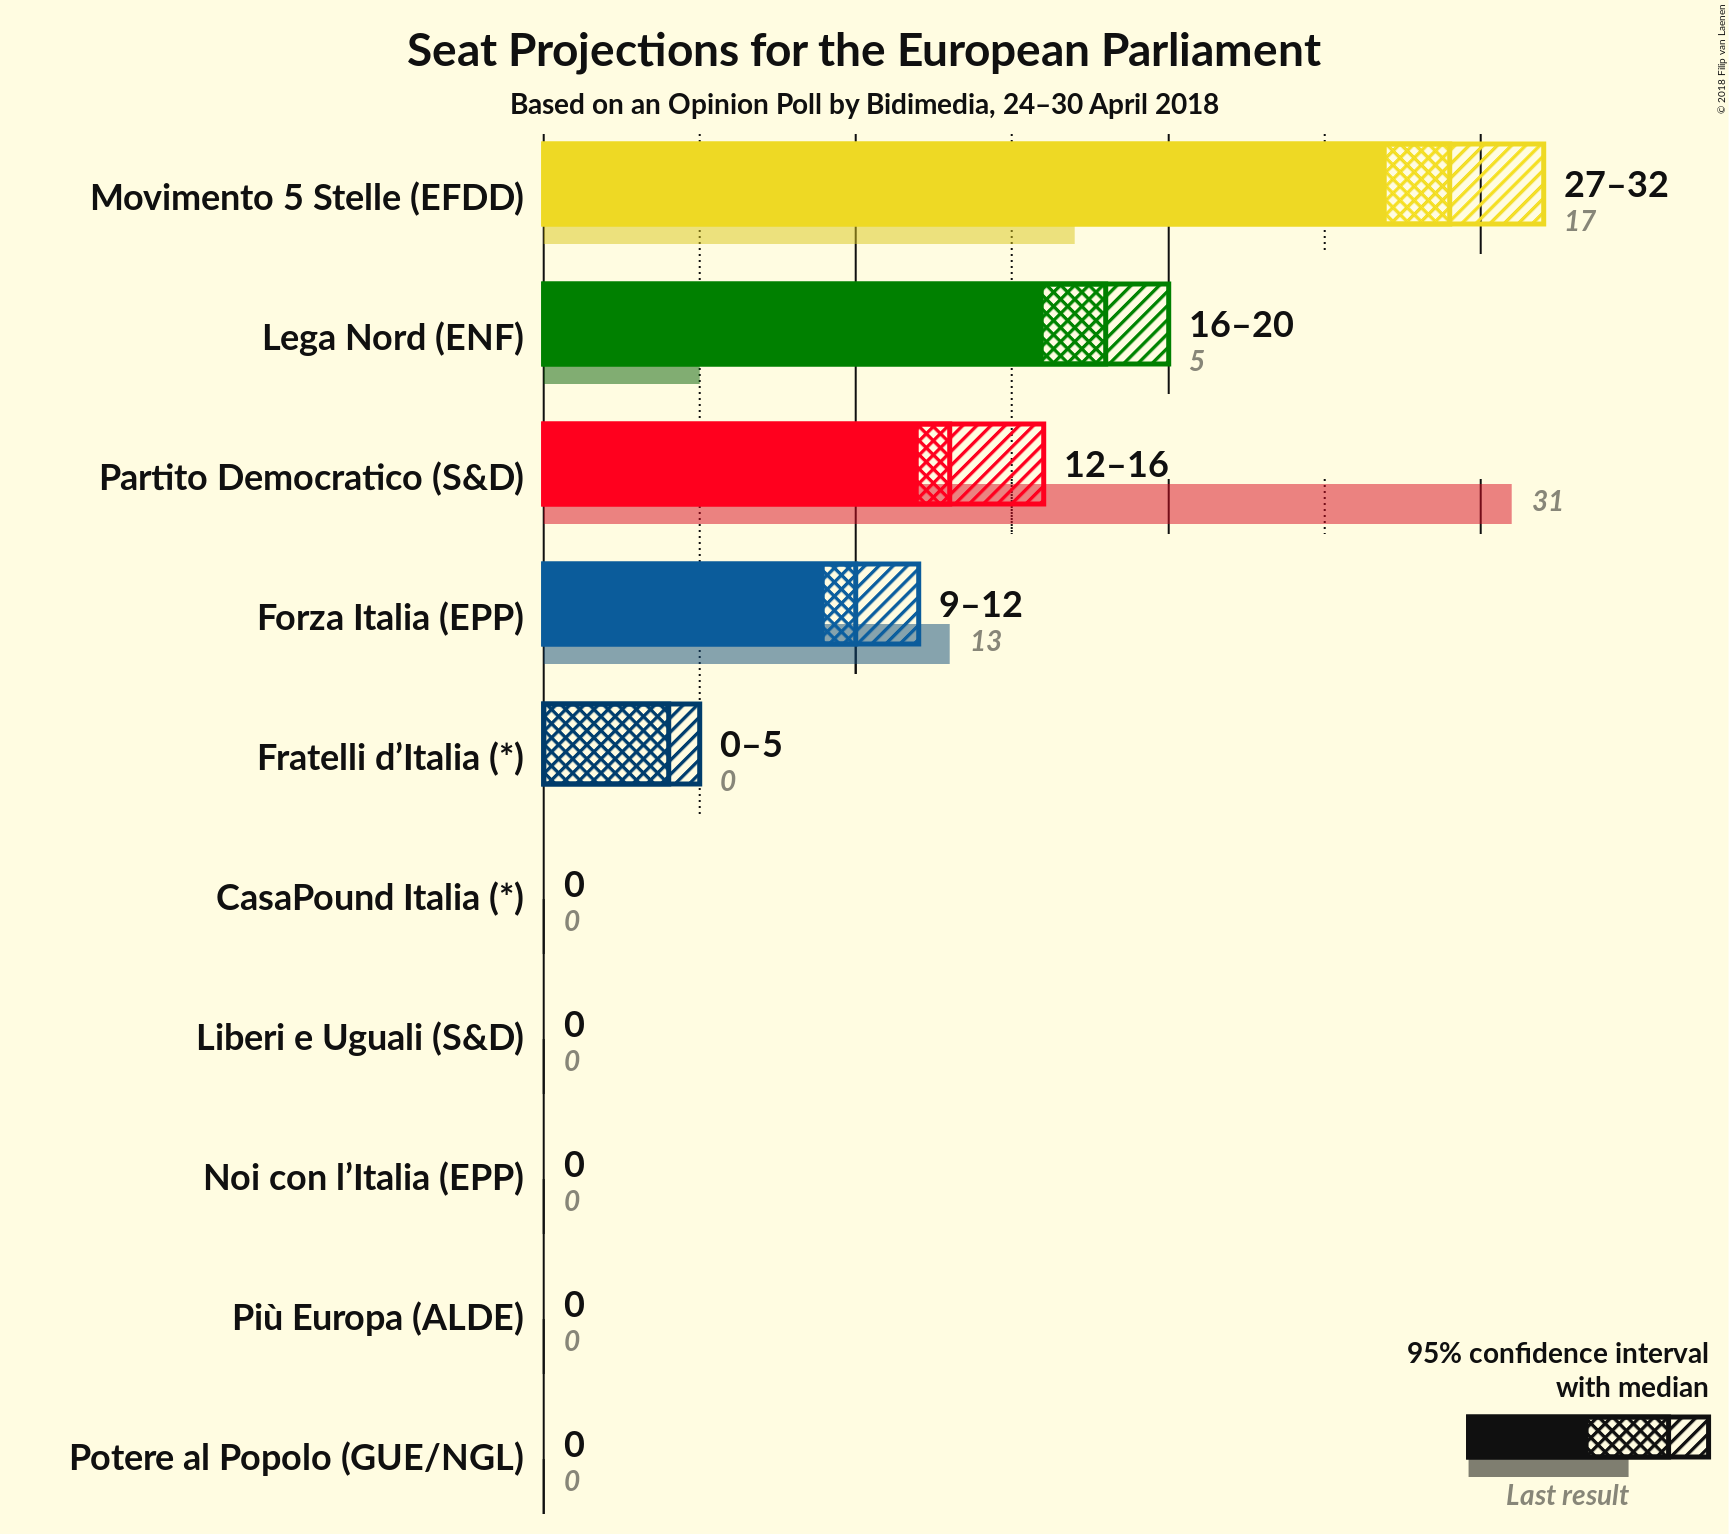 Seat Projections for the European Parliament
Based on an Opinion Poll by Bidimedia, 24–30 April 2018
© 2018 Filip van Laenen
Movimento 5 Stelle (EFDD)
27–32
17
Lega Nord (ENF)
16–20
5
Partito Democratico (S&D)
12–16
31
Forza Italia (EPP)
9–12
13
Fratelli d’Italia (*)
0–5
0
CasaPound Italia (*)
0
0
Liberi e Uguali (S&D)
0
0
Noi con l’Italia (EPP)
0
0
Più Europa (ALDE)
0
0
Potere al Popolo (GUE/NGL)
0
0
95% confidence interval
with median
Last result